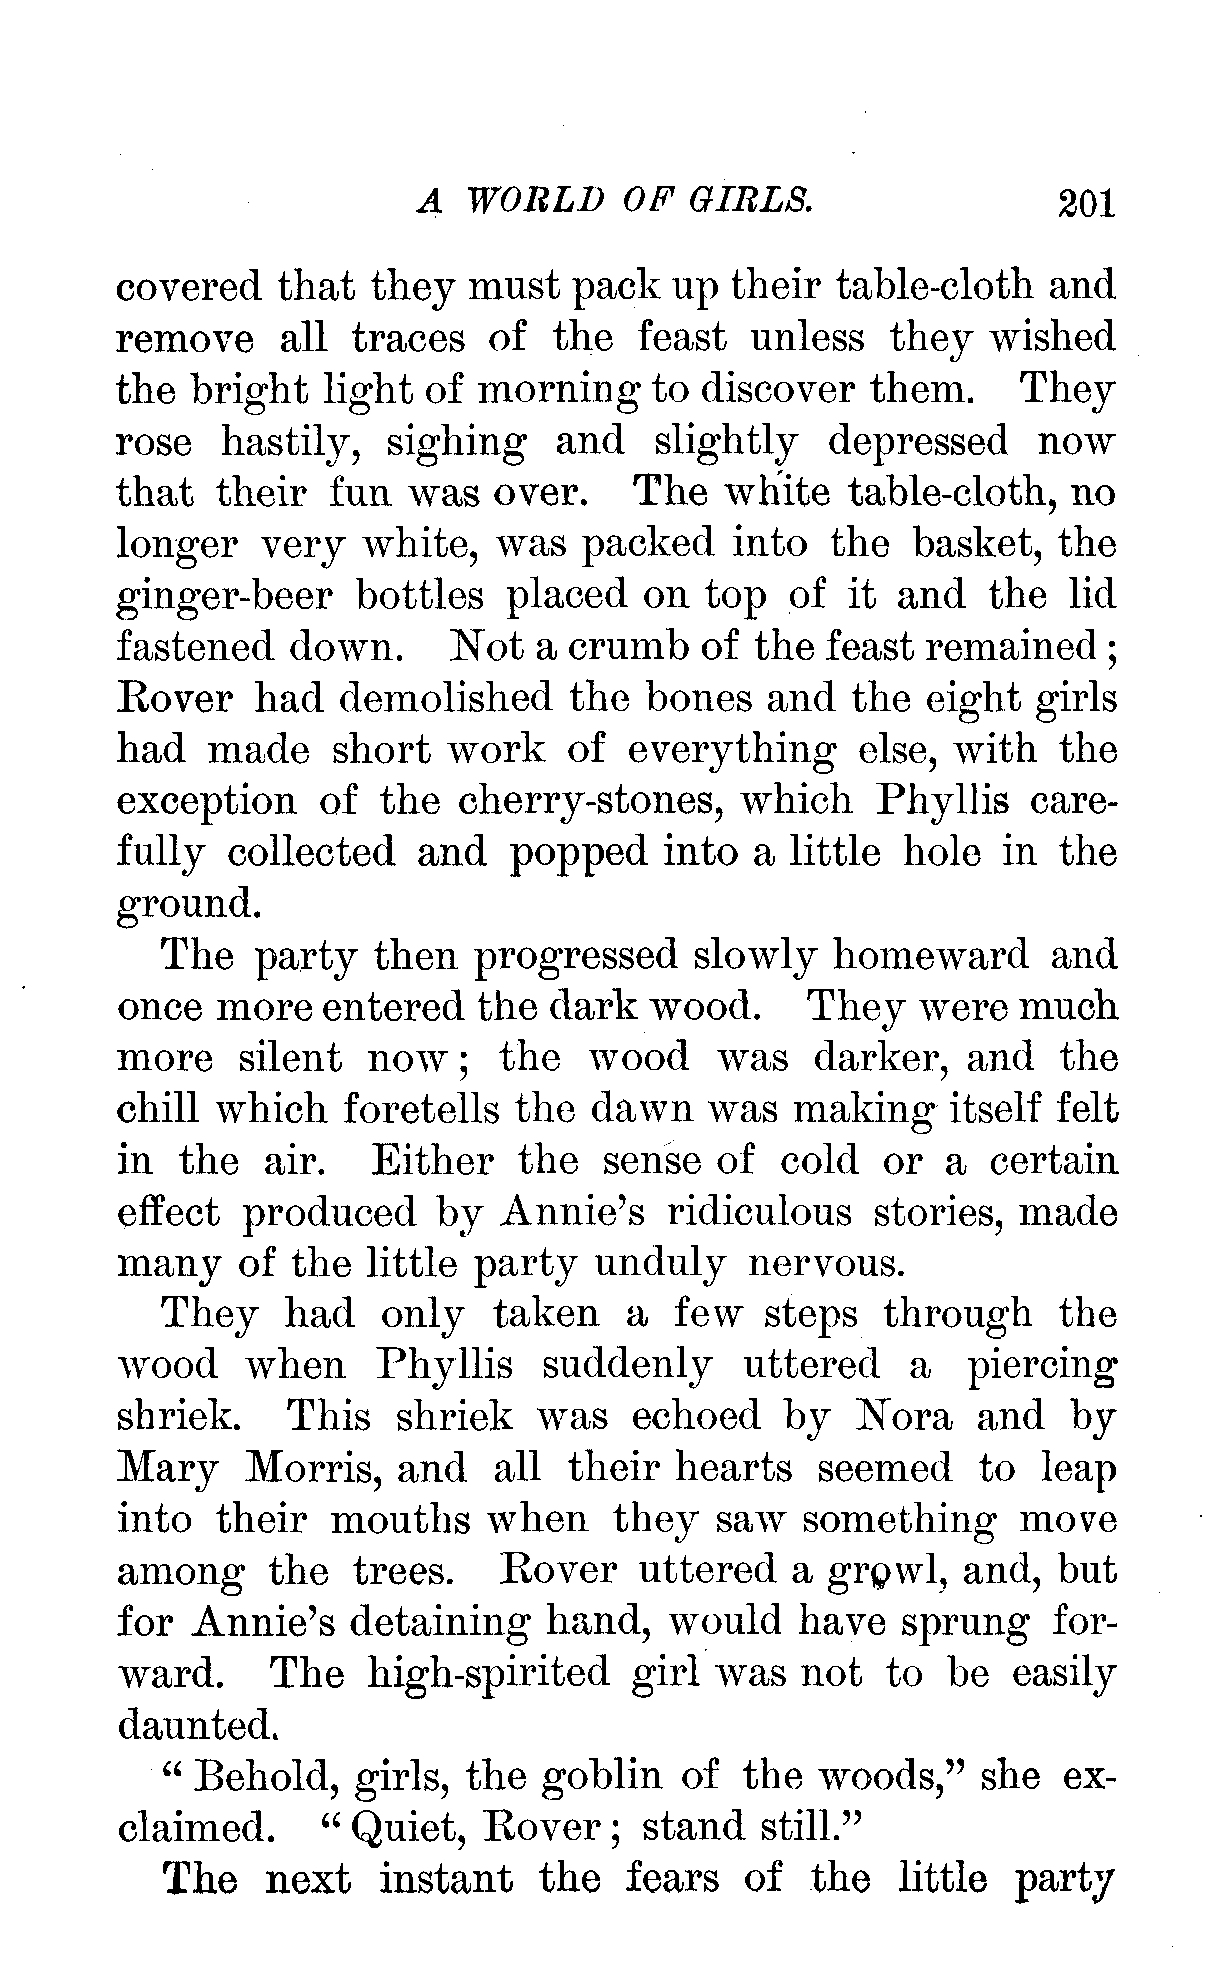 A WORLD OF GIRLS. 201
covered that they must pack up their table-cloth and
remove all traces of the feast unless they wished
the bright light of morning to discover them. They
rose hastily, sighing and slightly depressed now
that their fun was over. The white table-cloth, no
longer very white, was packed into the basket, the
ginger-beer bottles placed on top of it and the lid
fastened down. Not a crumb of the feast remained ;
Rover had demolished the bones and the eight girls
had made short work of everything else, with the
exception of the cherry-stones, which Phyllis care-
fully collected and popped into a little hole in the
ground.
The party then progressed slowly homeward and
once more entered the dark wood. They were much
more silent now ; the wood was darker, and the
chill which foretells the dawn was making itself felt
in the air. Either the sense of cold or a certain
effect produced by Annie's ridiculous stories, made
many of the little party unduly nervous.
They had only taken a few steps through the
wood when Phyllis suddenly uttered a piercing
shriek. This shriek was echoed by Nora and by
Mary Morris, and all their hearts seemed to leap
into their mouths when they saw something move
among the trees. Rover uttered a growl, and, but
for Annie's detaining hand, would have sprung for-
ward. The high-spirited girl was not to be easily
daunted.
" Behold, girls, the goblin of the woods," she ex-
claimed. " Quiet, Rover ; stand still."
The next instant the fears of the little party